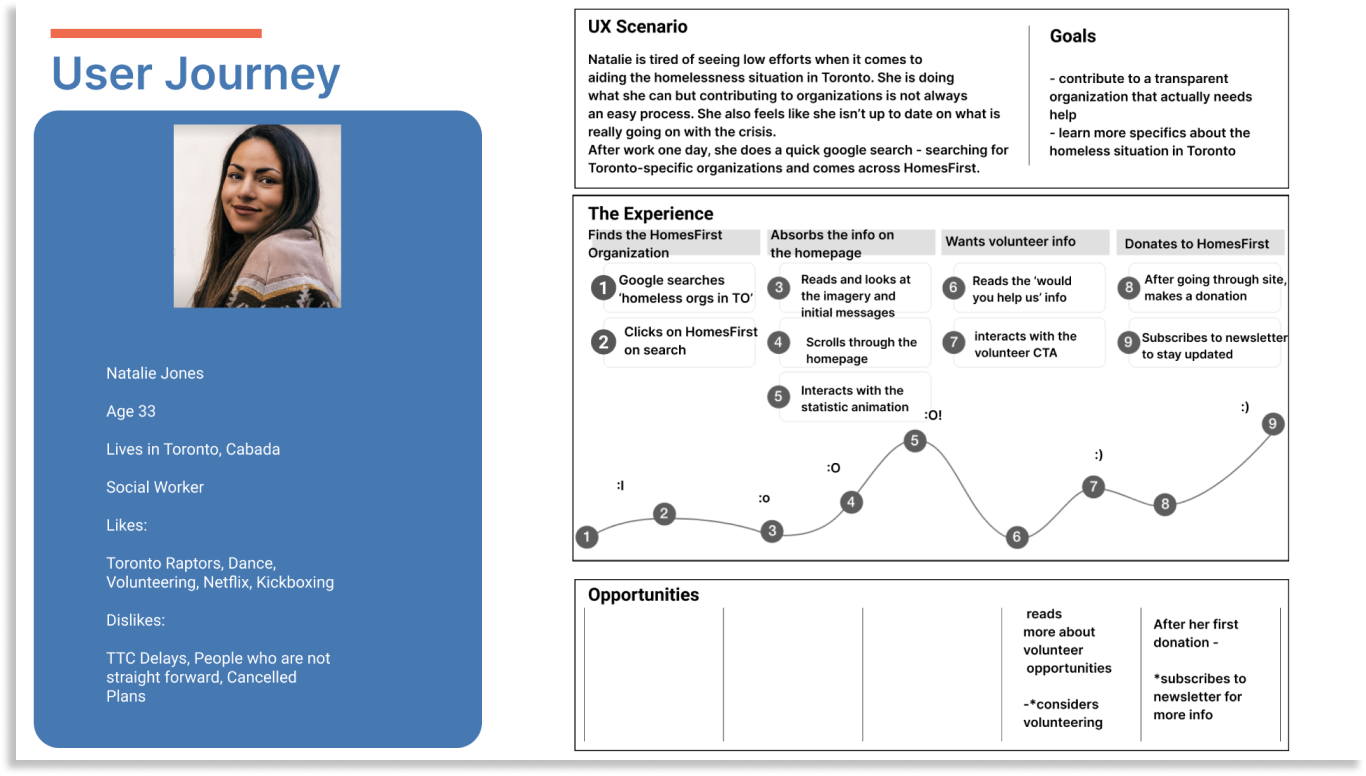 User Journey
Natalie Jones
Age 33
Lives in Toronto, Cabada
Social Worker
Likes:
Toronto Raptors, Dance,
Volunteering, Netflix, Kickboxing
Dislikes:
TTC Delays, People who are not
straight forward, Cancelled
Plans
UX Scenario
Natalie is tired of seeing low efforts when it comes to
aiding the homelessness situation in Toronto. She is doing
what she can but contributing to organizations is not always
an easy process. She also feels like she isn't up to date on what is
really going on with the crisis.
After work one day, she does a quick google search - searching for
Toronto-specific organizations and comes across HomesFirst.
Goals
- contribute to a transparent
organization that actually needs
help
- learn more specifics about the
homeless situation in Toronto
The Experience
Finds the HomesFirst
Organization
1 Google searches
'homeless orgs in TO'
2 Clicks on HomesFirst
on search
Absorbs the info on
the homepage
3 Reads and looks at
the imagery and
initial messages
4 Scrolls through the
homepage
5 Interacts with the
statistic animation
Wants volunteer info
6 Reads the 'would
you help us' info
7 interacts with the
volunteer CTA
Donates to HomesFirst
8 After going through site,
makes a donation
9 Subscribes to newsletter
to stay updated
:I
:o
:O
:O!
:)
:)
1
2
3
4
5
6
7
8
9
Opportunities
reads
more about
volunteer
opportunities
-*considers
volunteering
After her first
donation -
*subscribes to
newsletter for
more info